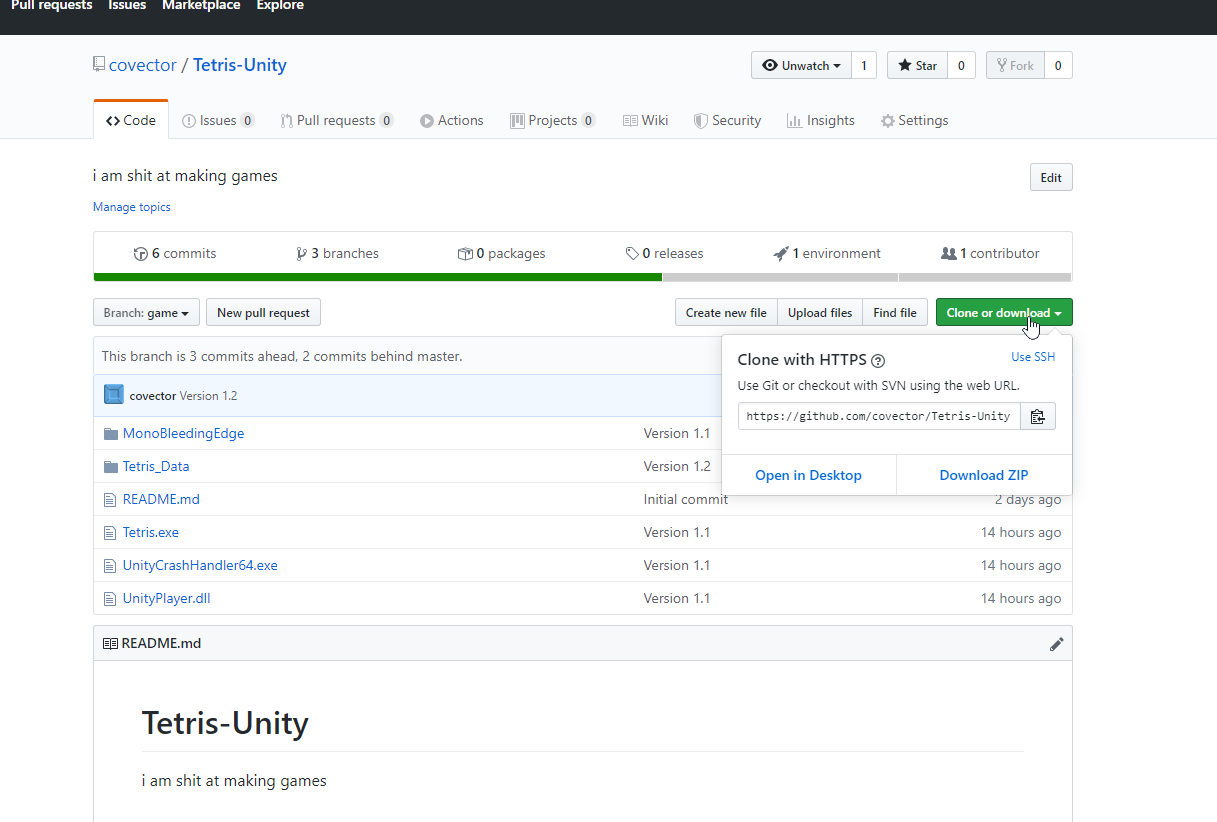 Pull requests Issues Marketplace Explore
covector / Tetris-Unity
Unwatch 1 Star 0 Fork 0
Code Issues 0 Pull requests 0 Actions Projects 0 Wiki Security Insights Settings
i am shit at making games
Edit
Manage topics
6 commits 3 branches 0 packages 0 releases 1 environment 1 contributor
Branch: game New pull request Create new file Upload files Find file Clone or download
This branch is 3 commits ahead, 2 commits behind master.
Clone with HTTPS Use SSH
Use Git or checkout with SVN using the web URL.
https://github.com/covector/Tetris-Unity
Open in Desktop Download ZIP
covector Version 1.2
MonoBleedingEdge Version 1.1
Tetris_Data Version 1.2
README.md Initial commit 2 days ago
Tetris.exe Version 1.1 14 hours ago
UnityCrashHandler64.exe Version 1.1 14 hours ago
UnityPlayer.dll Version 1.1 14 hours ago
README.md
Tetris-Unity
i am shit at making games